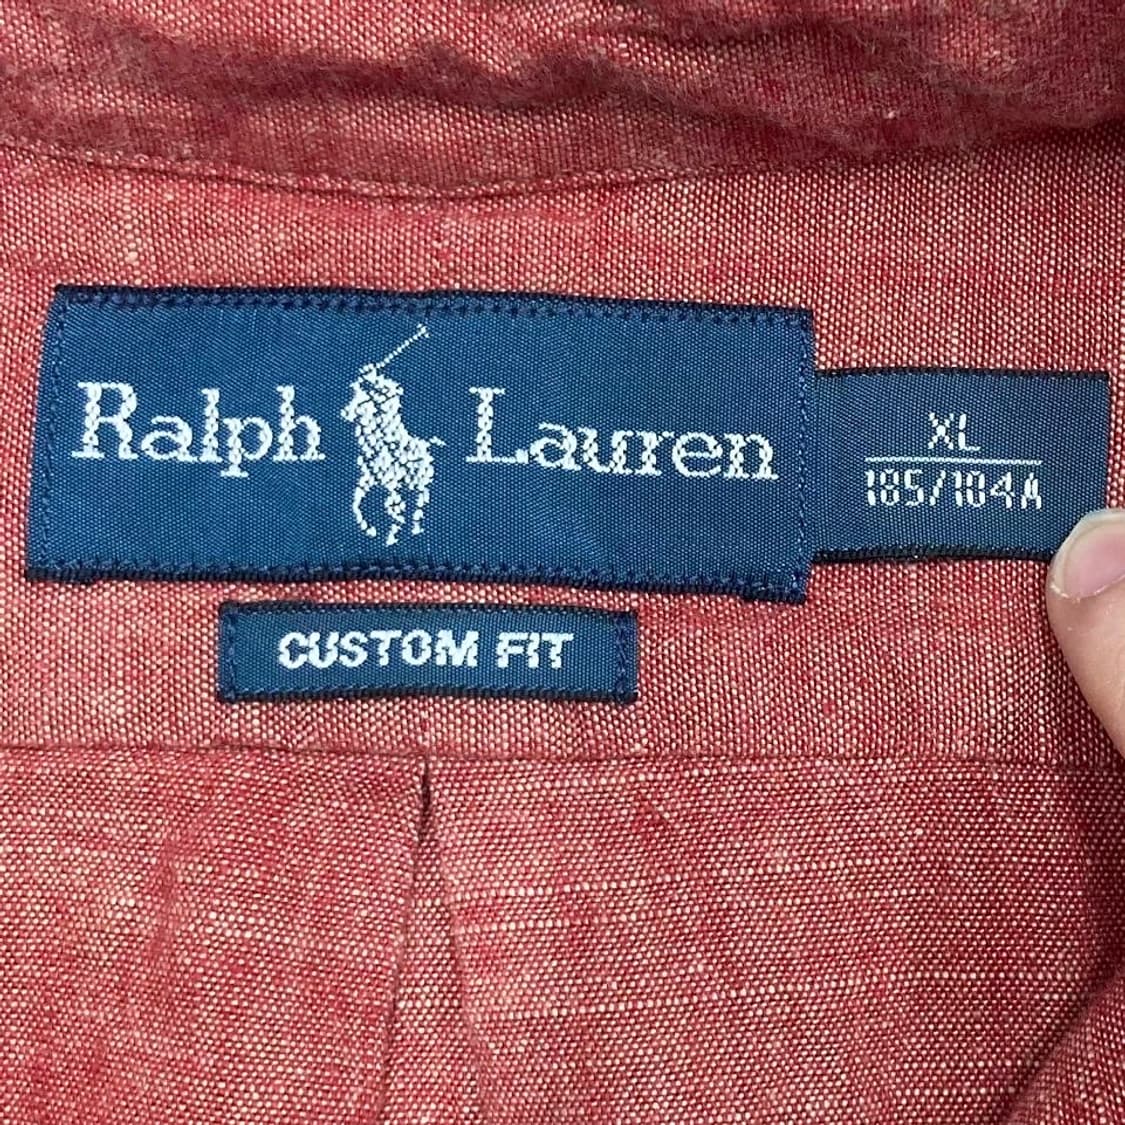 Ralph Lauren
XL
185/104A
CUSTOM FIT